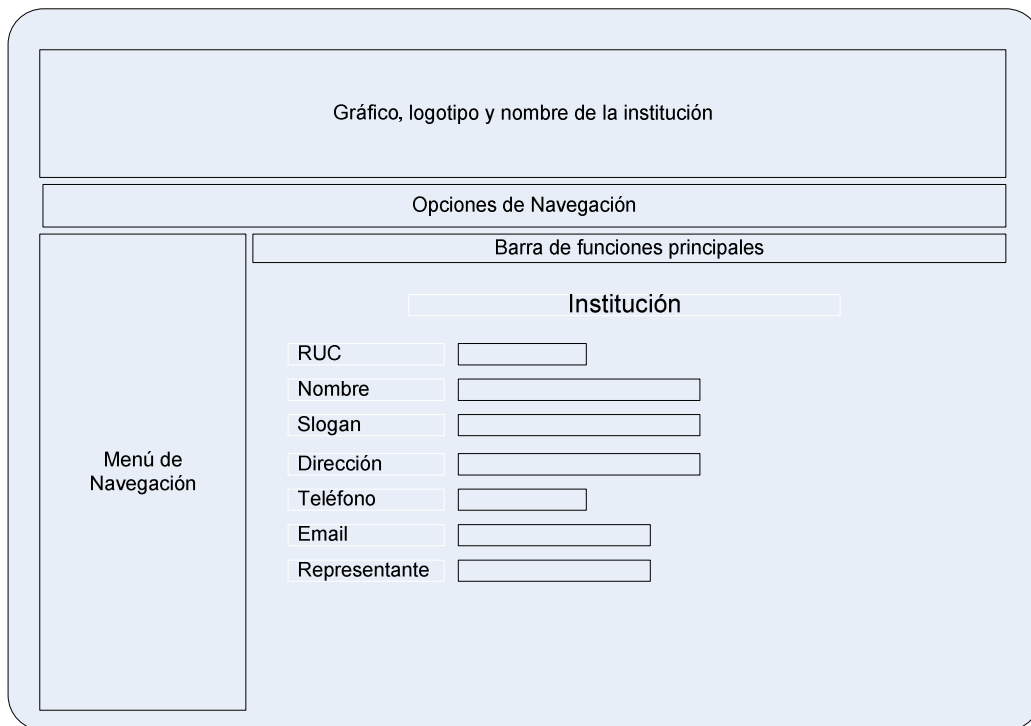 Gráfico, logotipo y nombre de la institución
Opciones de Navegación
Barra de funciones principales
Menú de
Navegación
Institución
RUC
Nombre
Slogan
Dirección
Teléfono
Email
Representante